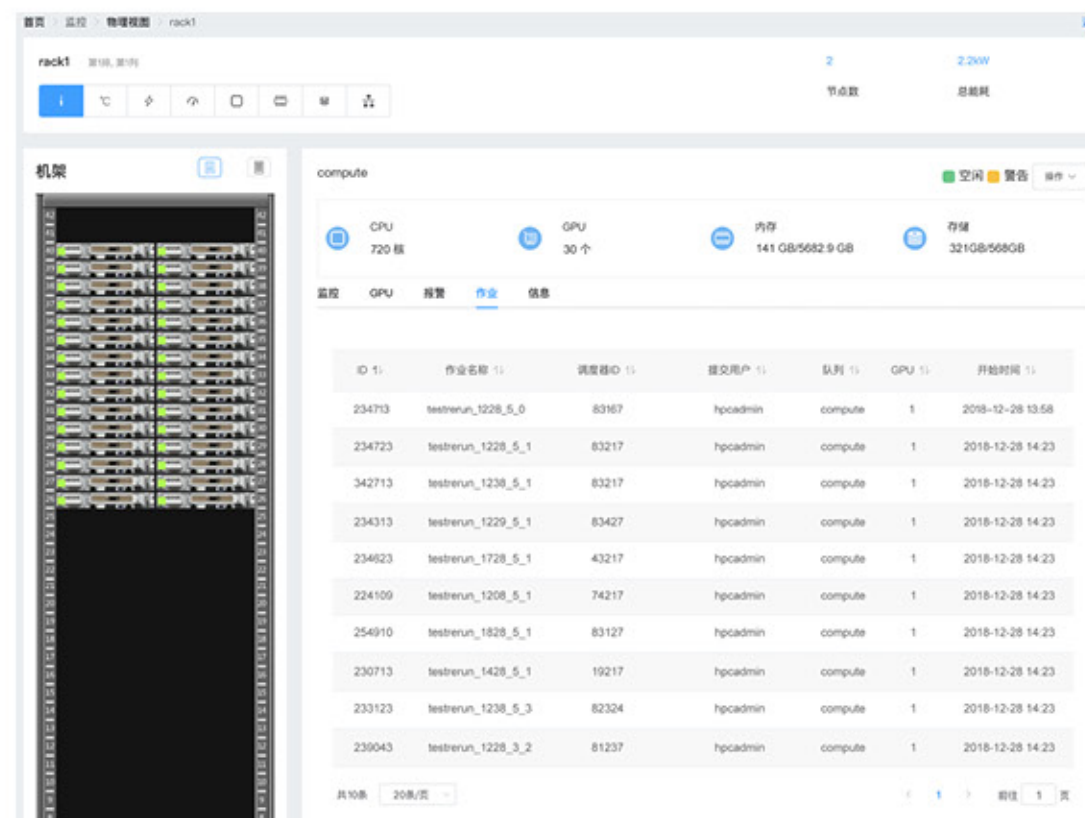 首页 监控 物理视图 rack1
rack1
2 2.2kW
节点数 总能耗
机架
compute 空闲 警告 操作
CPU GPU 内存 存储
720 核 30 个 141 GB/5682.9 GB 321GB/568GB
监控 GPU 报警 作业 信息
ID 作业名称 调度器ID 提交用户 队列 GPU 开始时间
234713 testrerun_1228_5_0 83167 hpcadmin compute 1 2018-12-28 13:58
234723 testrerun_1228_5_1 83217 hpcadmin compute 1 2018-12-28 14:23
342713 testrerun_1238_5_1 83217 hpcadmin compute 1 2018-12-28 14:23
234313 testrerun_1229_5_1 83427 hpcadmin compute 1 2018-12-28 14:23
234623 testrerun_1728_5_1 43217 hpcadmin compute 1 2018-12-28 14:23
224109 testrerun_1208_5_1 74217 hpcadmin compute 1 2018-12-28 14:23
254910 testrerun_1828_5_1 83127 hpcadmin compute 1 2018-12-28 14:23
230713 testrerun_1428_5_1 19217 hpcadmin compute 1 2018-12-28 14:23
233123 testrerun_1238_5_3 82324 hpcadmin compute 1 2018-12-28 14:23
239043 testrerun_1228_3_2 81237 hpcadmin compute 1 2018-12-28 14:23
共10条 20条/页 1 前往 1 页